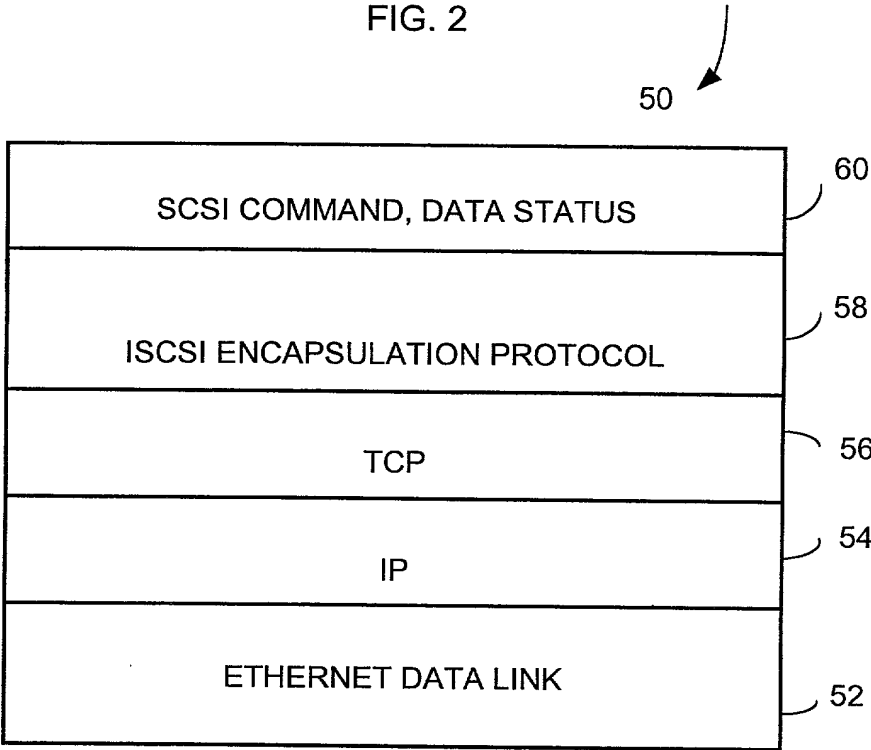 FIG. 2
50
60
SCSI COMMAND, DATA STATUS
58
ISCSI ENCAPSULATION PROTOCOL
56
TCP
54
IP
ETHERNET DATA LINK
52